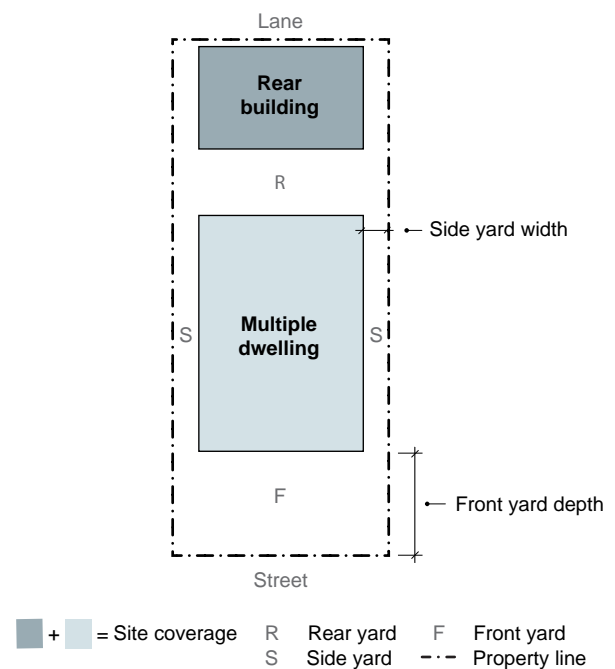 Lane
Rear
building
R
Side yard width
S
Multiple
dwelling
S
F
Front yard depth
Street
+ = Site coverage R Rear yard F Front yard
S Side yard Property line